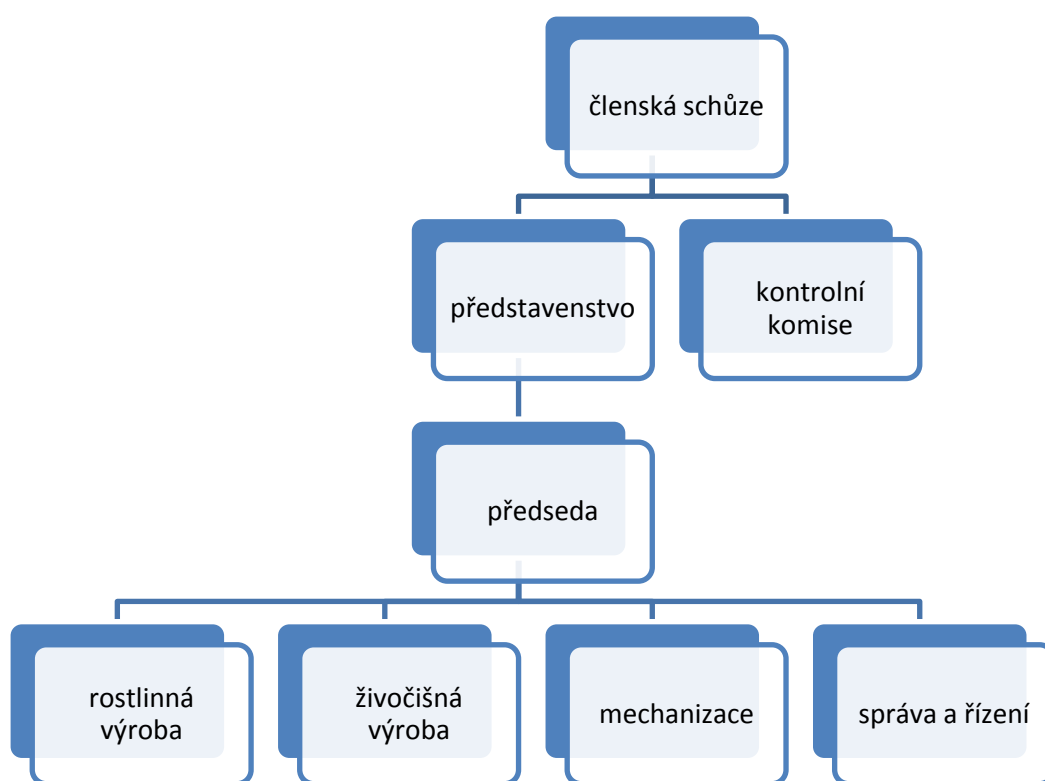 členská schůze
představenstvo
kontrolní
komise
předseda
rostlinná
výroba
živočišná
výroba
mechanizace
správa a řízení